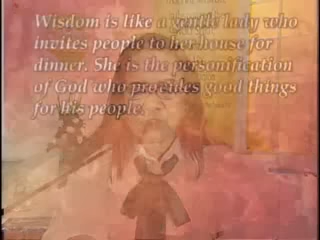 Wisdom is like a gentle lady who
invites people to her house for
dinner. She is the personification
of God who provides good things
for his people.